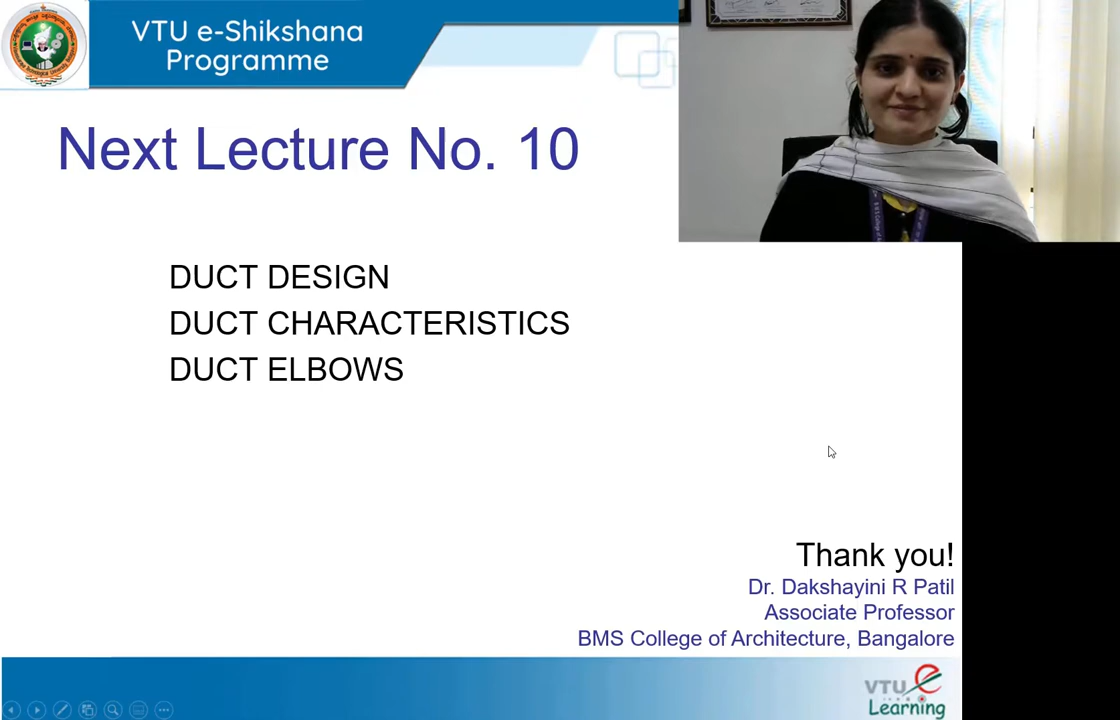 VTU e-Shikshana
Programme
Next Lecture No. 10
DUCT DESIGN
DUCT CHARACTERISTICS
DUCT ELBOWS
Thank you!
Dr. Dakshayini R Patil
Associate Professor
BMS College of Architecture, Bangalore
VTU e
Learning